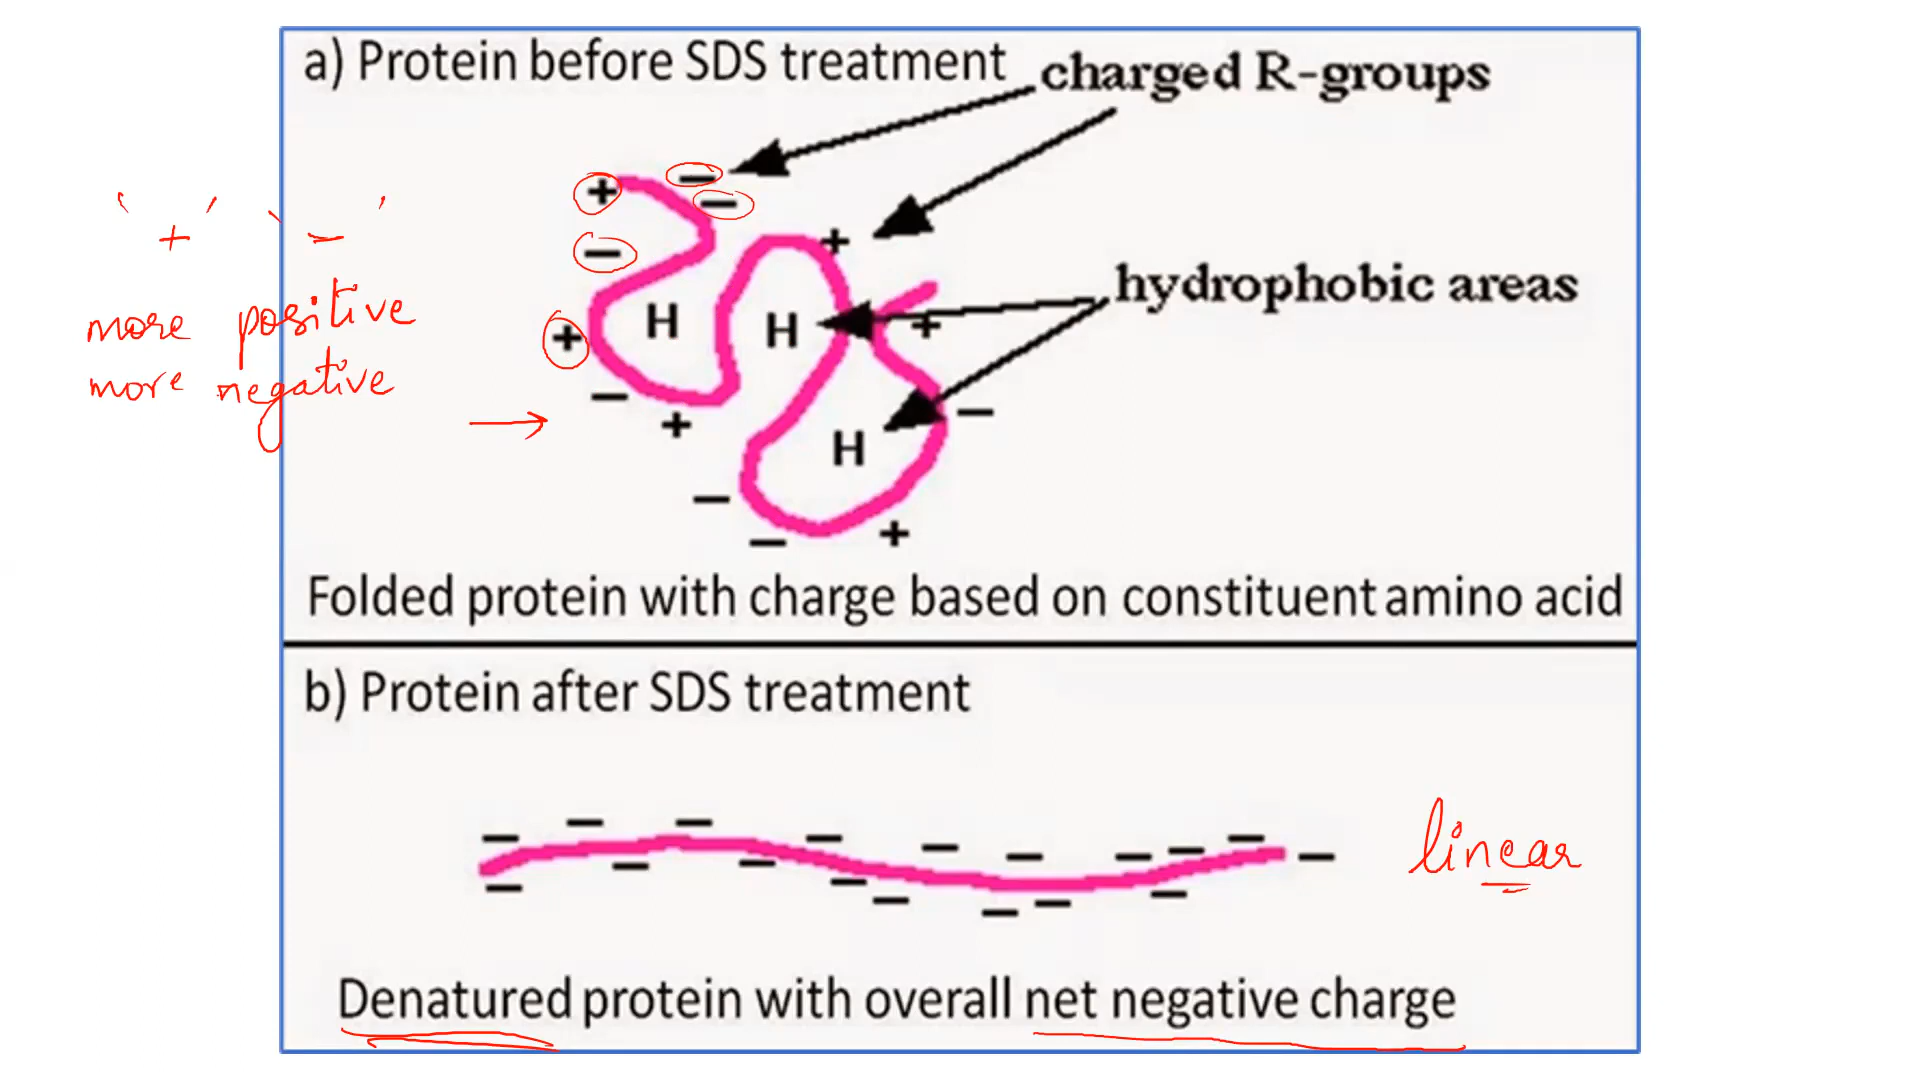 a) Protein before SDS treatment
charged R-groups
+ −
−
+
−
+
" + " " − "
H H
hydrophobic areas
more positive
+
+
more negative
−
+
H
−
−
−
+
Folded protein with charge based on constituent amino acid
b) Protein after SDS treatment
linear
Denatured protein with overall net negative charge